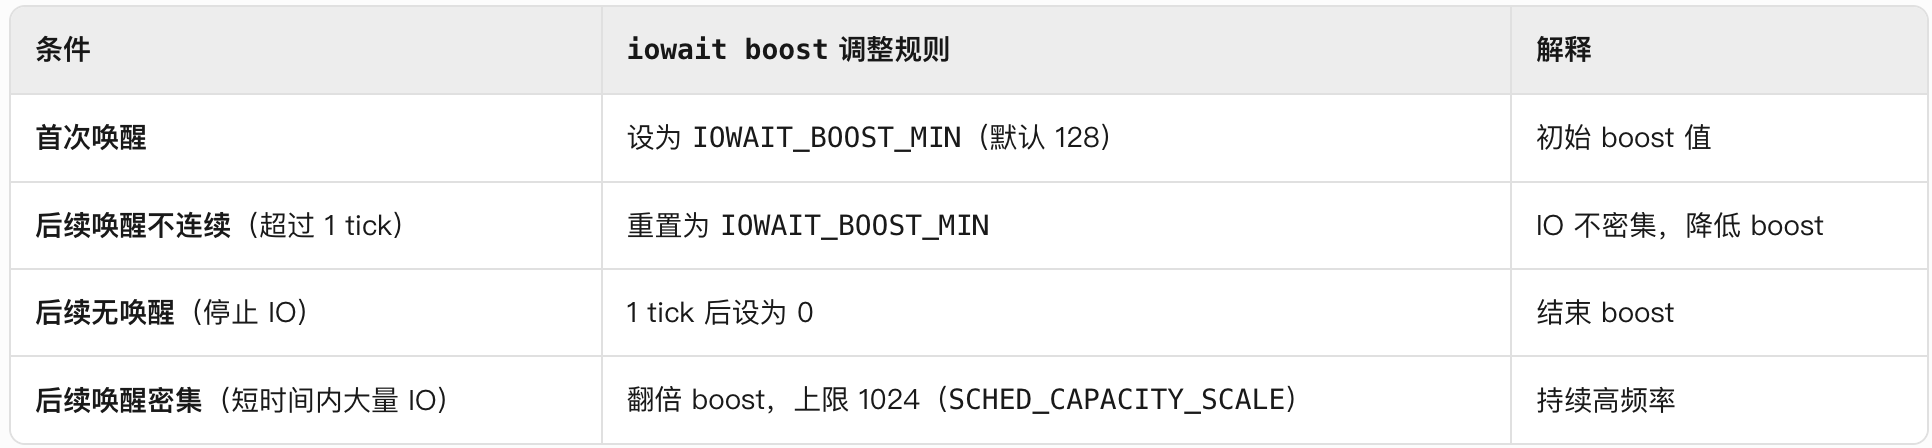 条件 iowait boost 调整规则 解释
首次唤醒 设为 IOWAIT_BOOST_MIN（默认 128） 初始 boost 值
后续唤醒不连续（超过 1 tick） 重置为 IOWAIT_BOOST_MIN IO 不密集，降低 boost
后续无唤醒（停止 IO） 1 tick 后设为 0 结束 boost
后续唤醒密集（短时间内大量 IO） 翻倍 boost，上限 1024（SCHED_CAPACITY_SCALE） 持续高频率